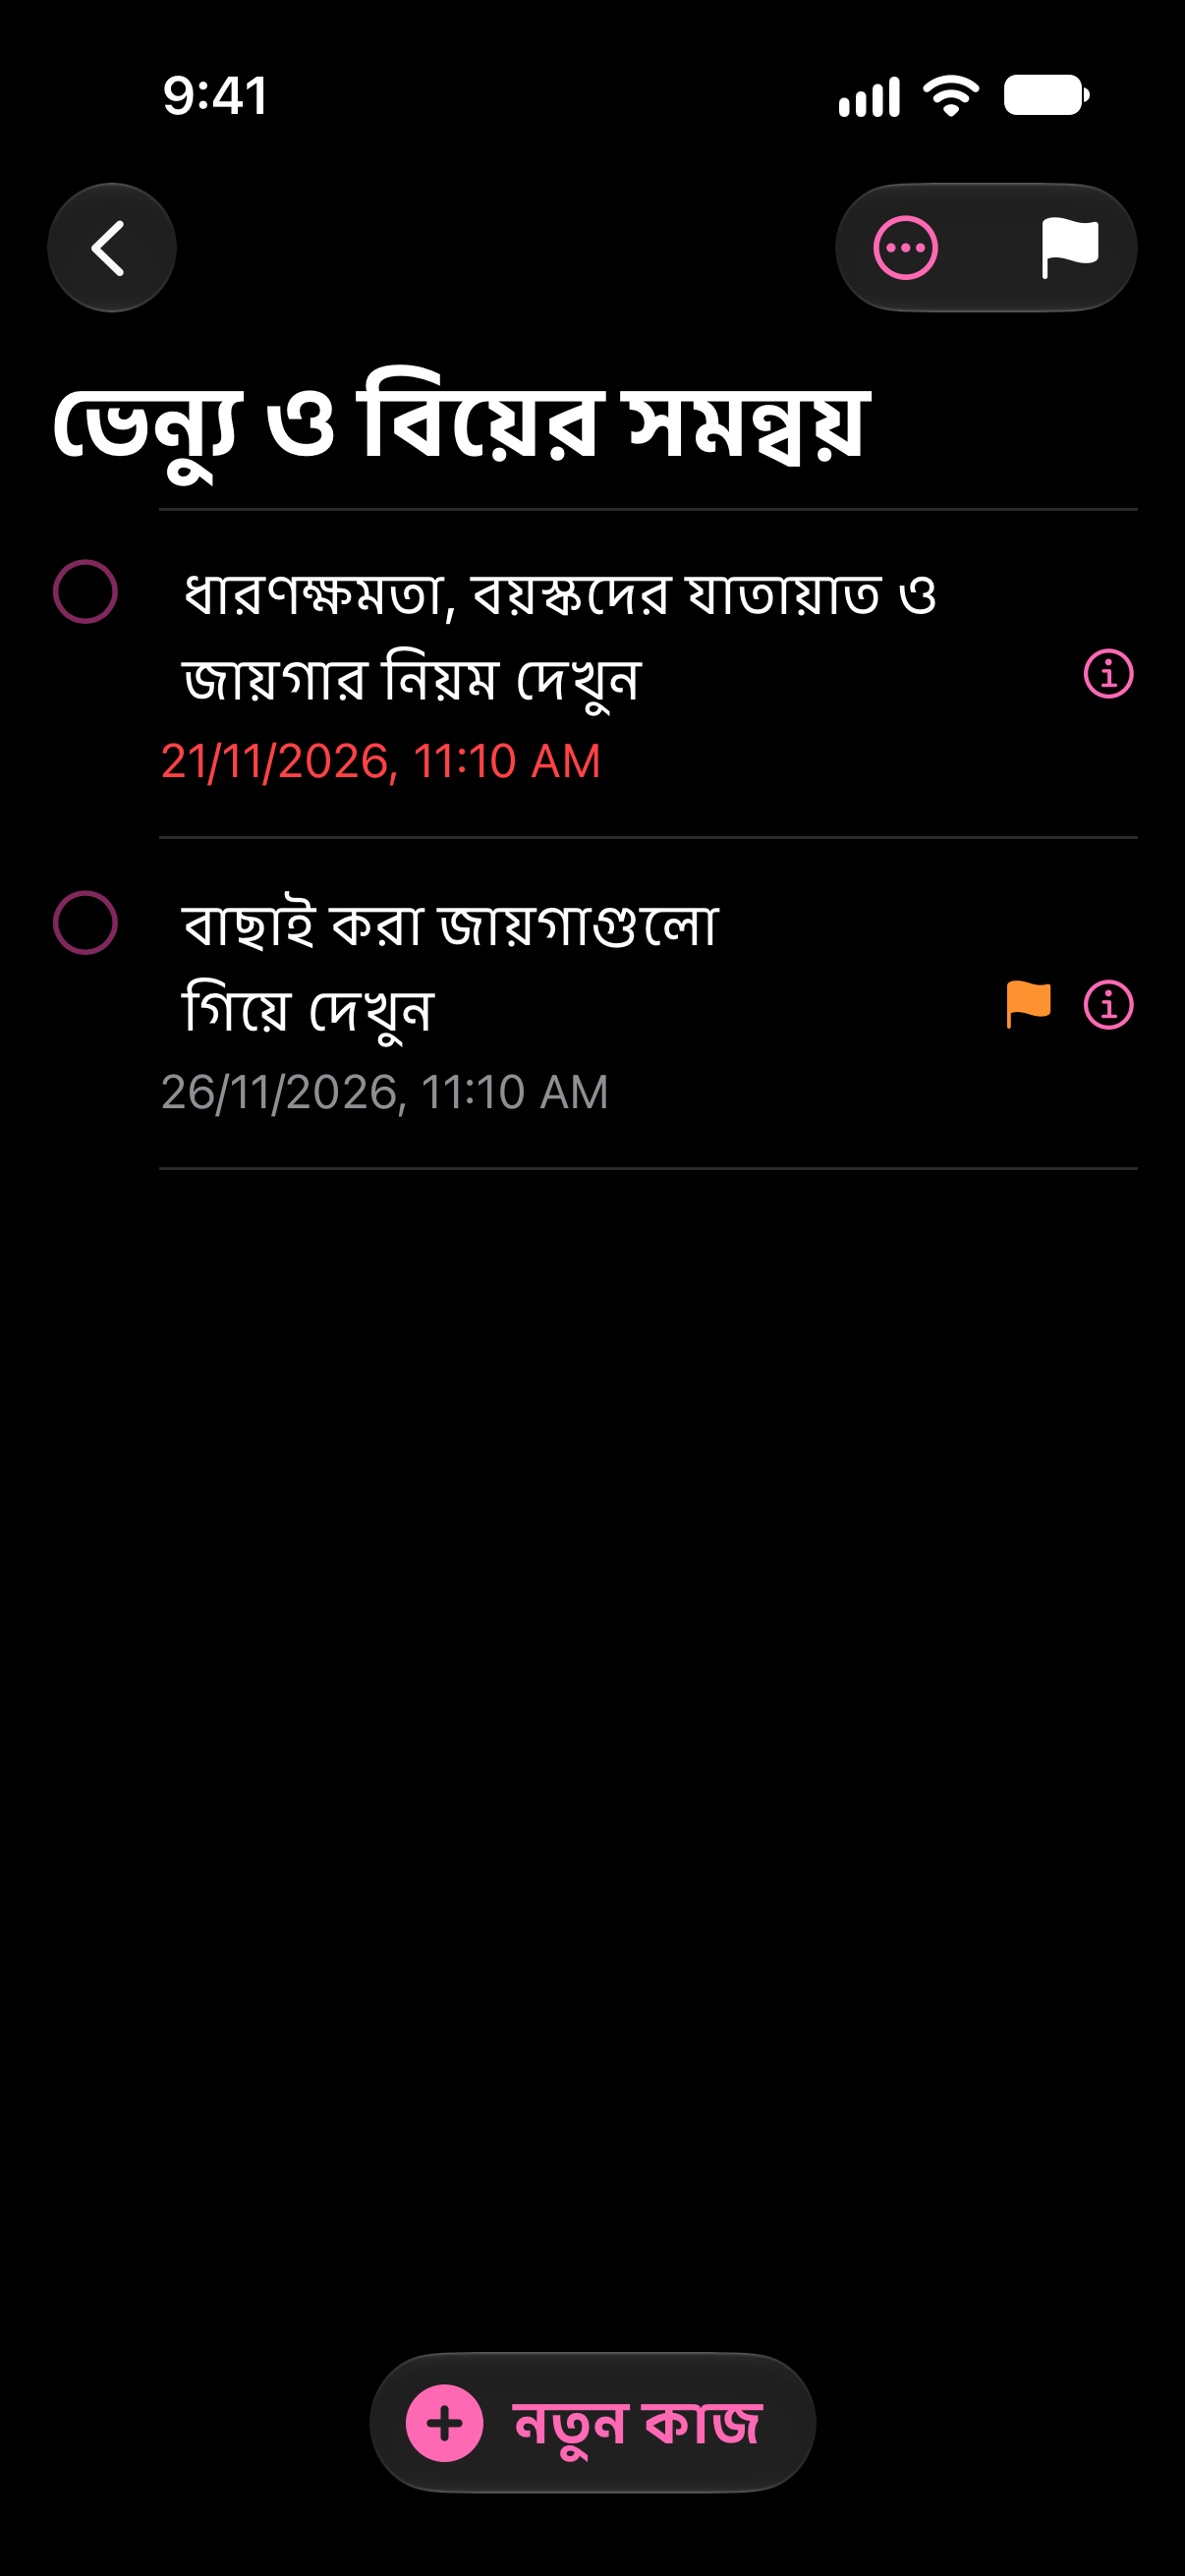 9:41
ভেন্যু ও বিয়ের সমন্বয়
ধারণক্ষমতা, বয়স্কদের যাতায়াত ও
জায়গার নিয়ম দেখুন
21/11/2026, 11:10 AM
বাছাই করা জায়গাগুলো
গিয়ে দেখুন
26/11/2026, 11:10 AM
নতুন কাজ